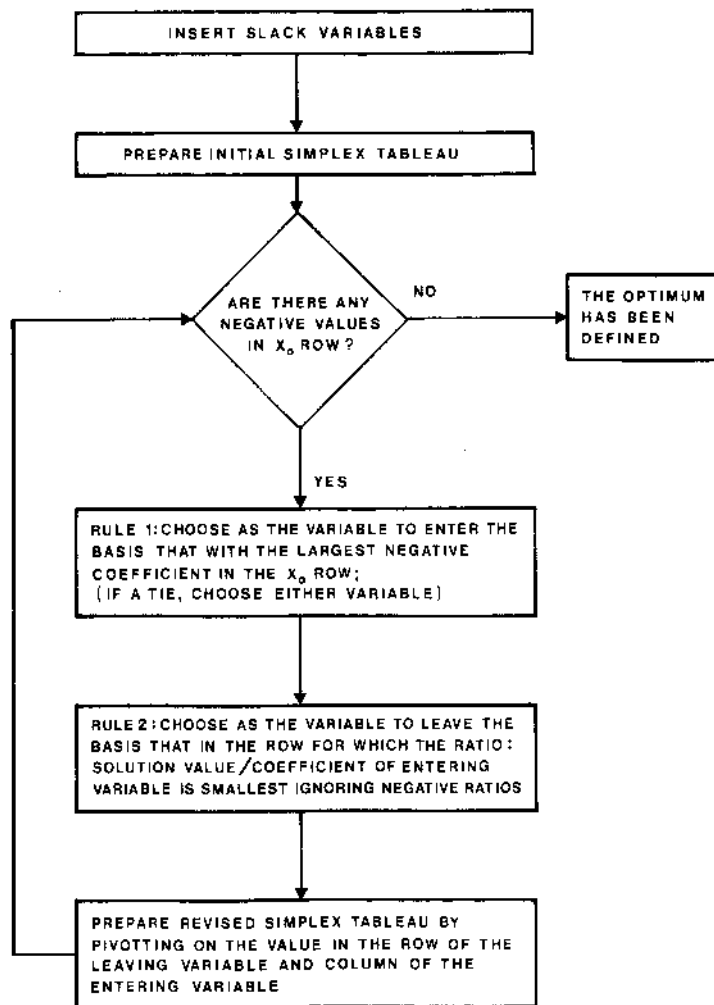 INSERT SLACK VARIABLES
PREPARE INITIAL SIMPLEX TABLEAU
ARE THERE ANY
NEGATIVE VALUES
IN X₀ ROW?
NO
THE OPTIMUM
HAS BEEN
DEFINED
YES
RULE 1: CHOOSE AS THE VARIABLE TO ENTER THE
BASIS THAT WITH THE LARGEST NEGATIVE
COEFFICIENT IN THE X₀ ROW;
(IF A TIE, CHOOSE EITHER VARIABLE)
RULE 2: CHOOSE AS THE VARIABLE TO LEAVE THE
BASIS THAT IN THE ROW FOR WHICH THE RATIO:
SOLUTION VALUE/COEFFICIENT OF ENTERING
VARIABLE IS SMALLEST IGNORING NEGATIVE RATIOS
PREPARE REVISED SIMPLEX TABLEAU BY
PIVOTTING ON THE VALUE IN THE ROW OF THE
LEAVING VARIABLE AND COLUMN OF THE
ENTERING VARIABLE